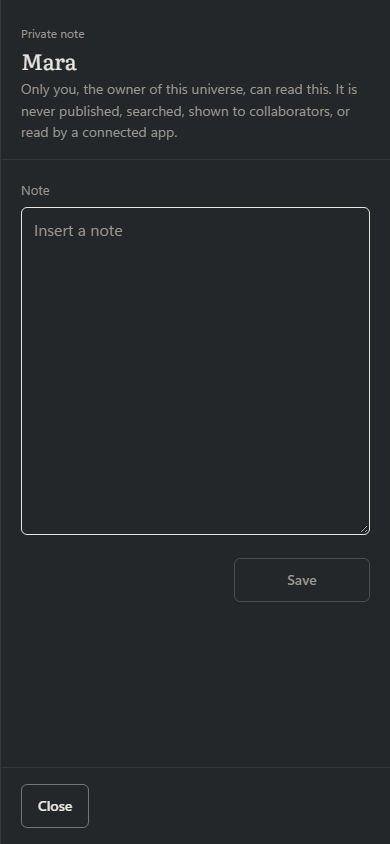 Private note
Mara
Only you, the owner of this universe, can read this. It is
never published, searched, shown to collaborators, or
read by a connected app.
Note
Insert a note
Save
Close